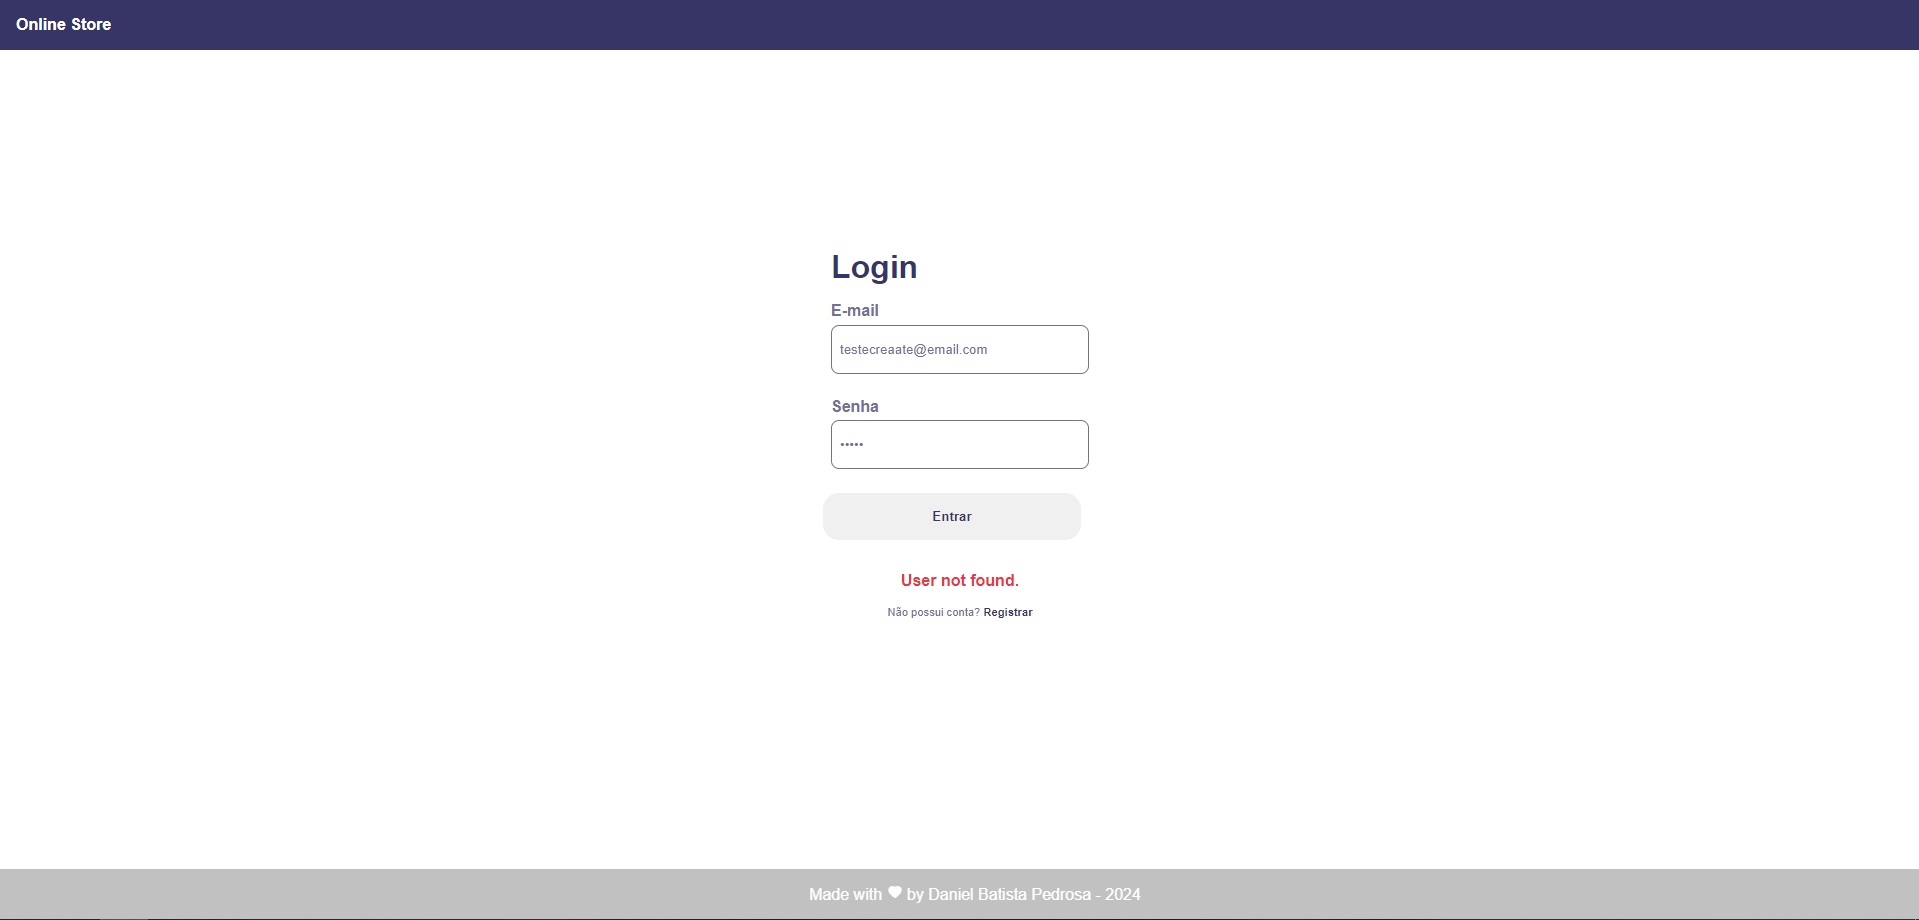 Online Store
Login
E-mail
testecreaate@email.com
Senha
•••••
Entrar
User not found.
Não possui conta? Registrar
Made with ♥ by Daniel Batista Pedrosa - 2024